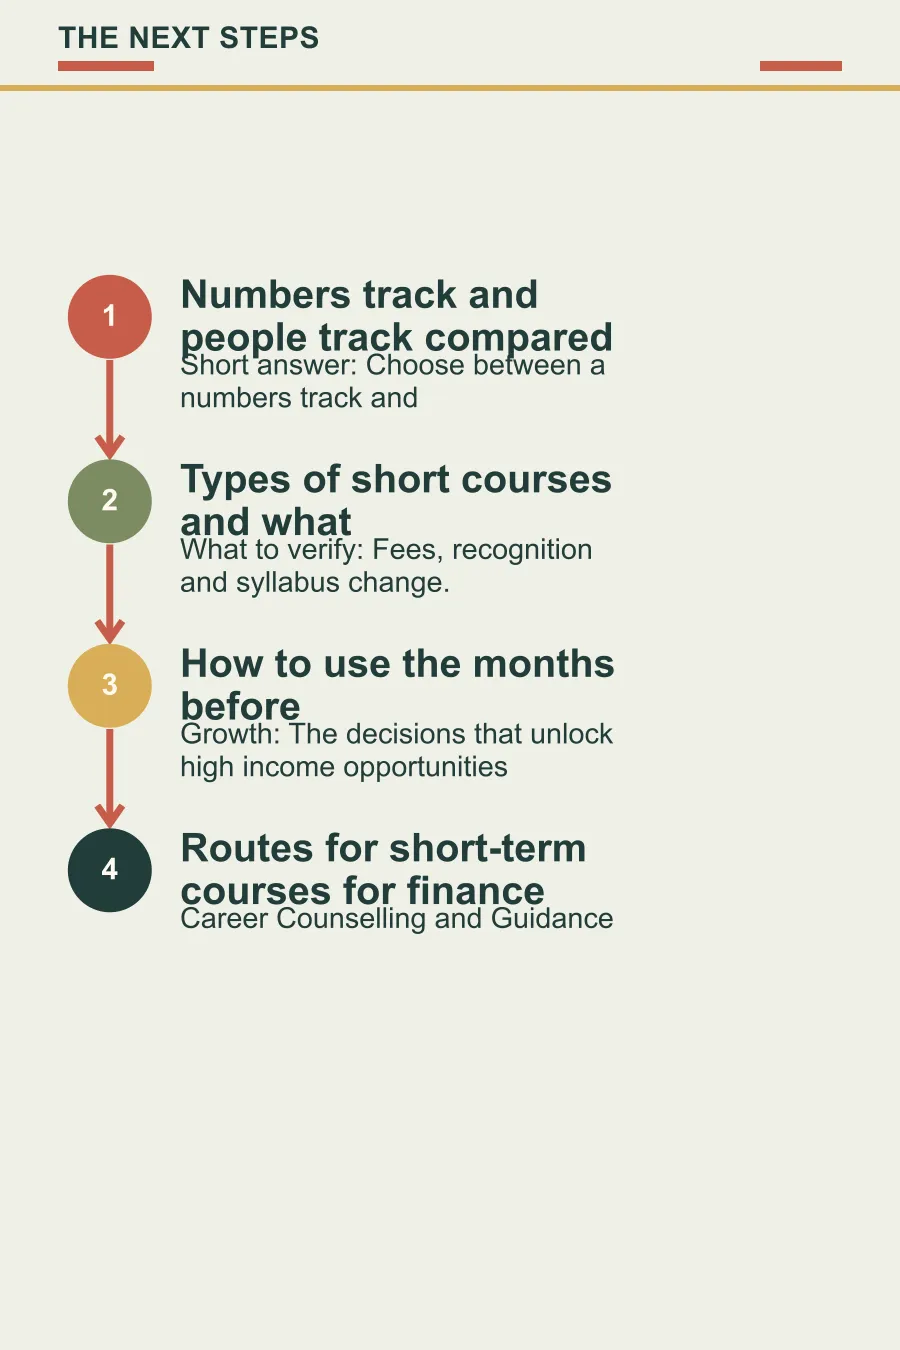 THE NEXT STEPS
1
Numbers track and
people track compared
Short answer: Choose between a
numbers track and
2
Types of short courses
and what
What to verify: Fees, recognition
and syllabus change.
3
How to use the months
before
Growth: The decisions that unlock
high income opportunities
4
Routes for short-term
courses for finance
Career Counselling and Guidance